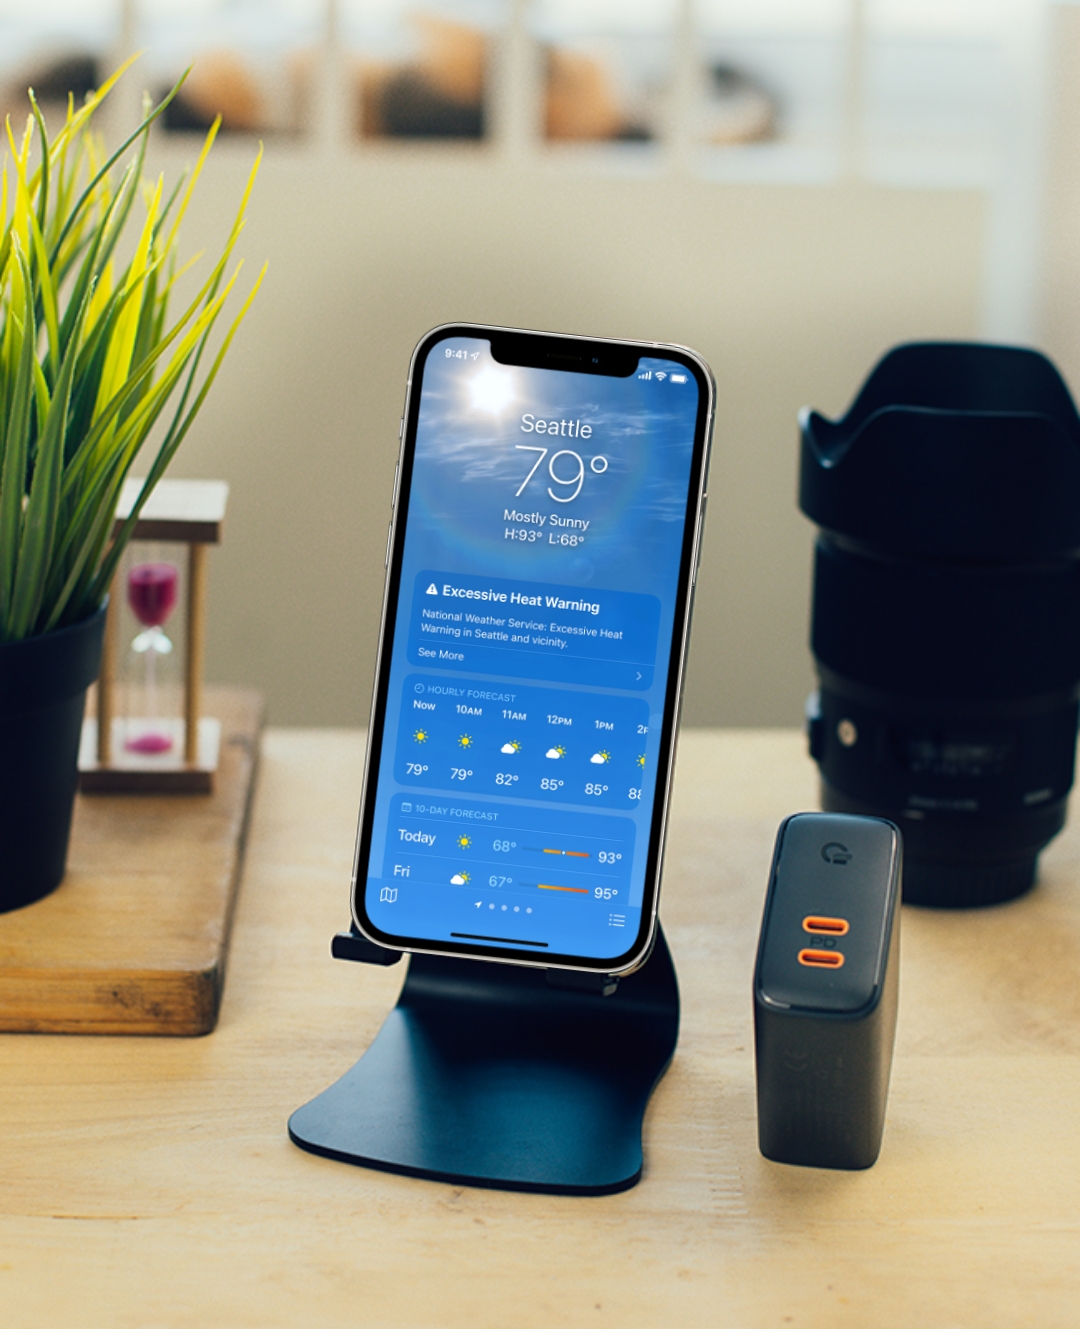 9:41
Seattle
79°
Mostly Sunny
H:93° L:68°
Excessive Heat Warning
National Weather Service: Excessive Heat
Warning in Seattle and vicinity.
See More
HOURLY FORECAST
Now 10AM 11AM 12PM 1PM
79° 79° 82° 85° 85°
10-DAY FORECAST
Today 68° 93°
Fri 67° 95°
PD